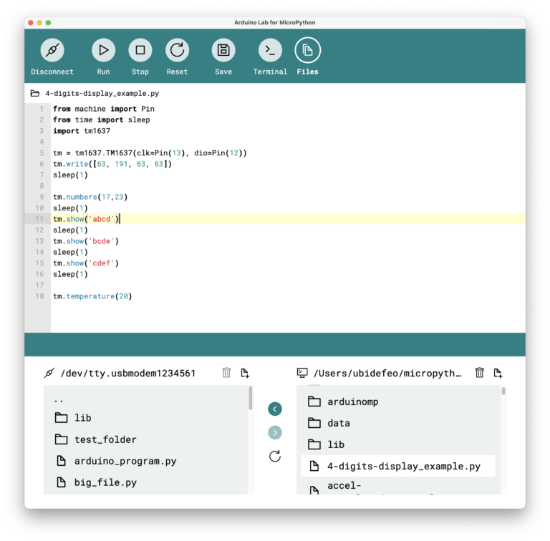 Arduino Lab for MicroPython
Disconnect Run Stop Reset Save Terminal Files
4-digits-display_example.py
1 from machine import Pin
2 from time import sleep
3 import tm1637
4
5 tm = tm1637.TM1637(clk=Pin(13), dio=Pin(12))
6 tm.write([63, 191, 63, 63])
7 sleep(1)
8
9 tm.numbers(17,23)
10 sleep(1)
11 tm.show('abcd')
12 sleep(1)
13 tm.show('bcde')
14 sleep(1)
15 tm.show('cdef')
16 sleep(1)
17
18 tm.temperature(20)
/dev/tty.usbmodem1234561
..
lib
test_folder
arduino_program.py
big_file.py
/Users/ubidefeo/micropyth…
arduinomp
data
lib
4-digits-display_example.py
accel-